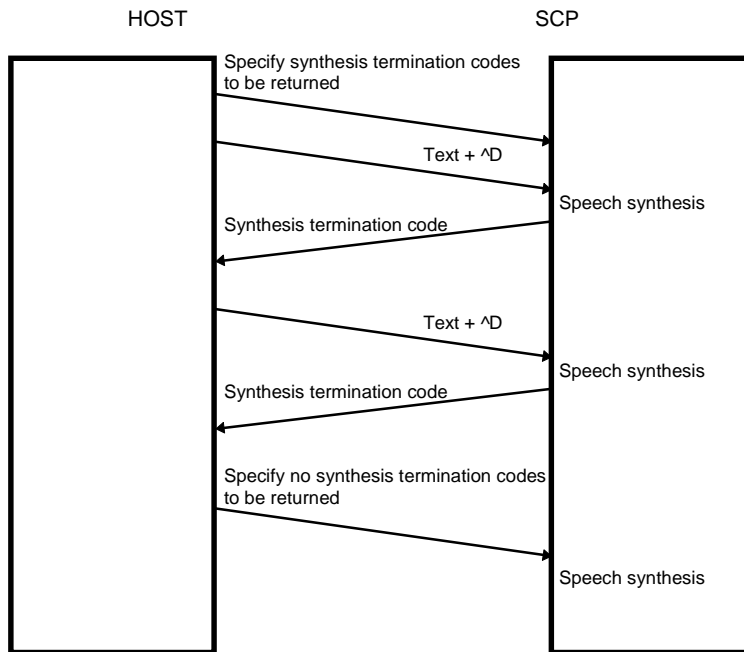 HOST
SCP
Specify synthesis termination codes
to be returned
Text + ^D
Speech synthesis
Synthesis termination code
Text + ^D
Speech synthesis
Synthesis termination code
Specify no synthesis termination codes
to be returned
Speech synthesis